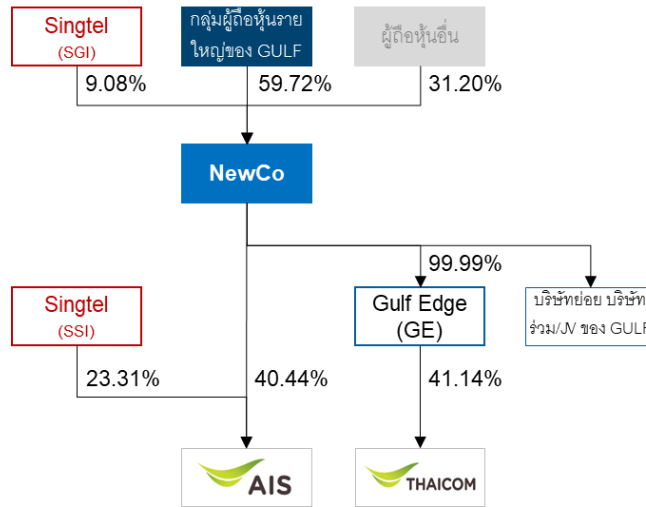 Singtel
(SGI)
กลุ่มผู้ถือหุ้นราย
ใหญ่ของ GULF
ผู้ถือหุ้นอื่น
9.08%
59.72%
31.20%
NewCo
99.99%
Singtel
(SSI)
Gulf Edge
(GE)
บริษัทย่อย บริษัท
ร่วม/JV ของ GULF
23.31%
40.44%
41.14%
AIS
THAICOM